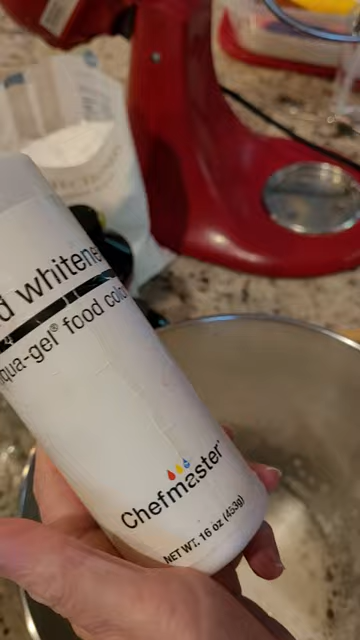 d whitene
qua-gel® food colo
Chefmaster®
NET WT. 16 oz (453g)